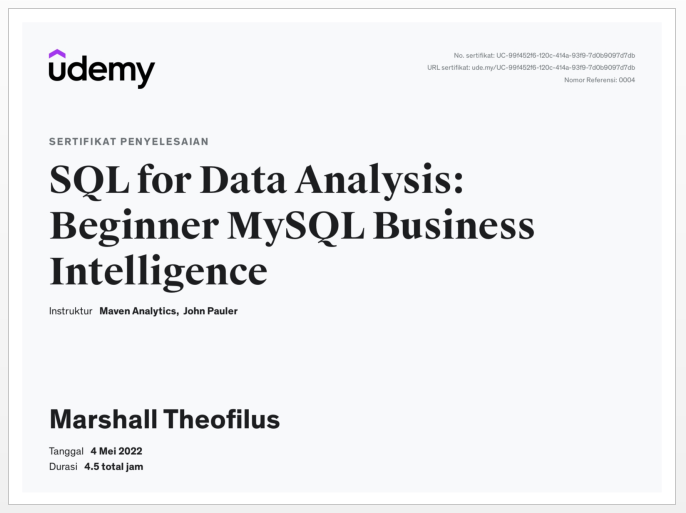 udemy
No. sertifikat: UC-99f452f6-120c-414a-93f9-7d0b9097d7db
URL sertifikat: ude.my/UC-99f452f6-120c-414a-93f9-7d0b9097d7db
Nomor Referensi: 0004
SERTIFIKAT PENYELESAIAN
SQL for Data Analysis:
Beginner MySQL Business
Intelligence
Instruktur Maven Analytics, John Pauler
Marshall Theofilus
Tanggal 4 Mei 2022
Durasi 4.5 total jam